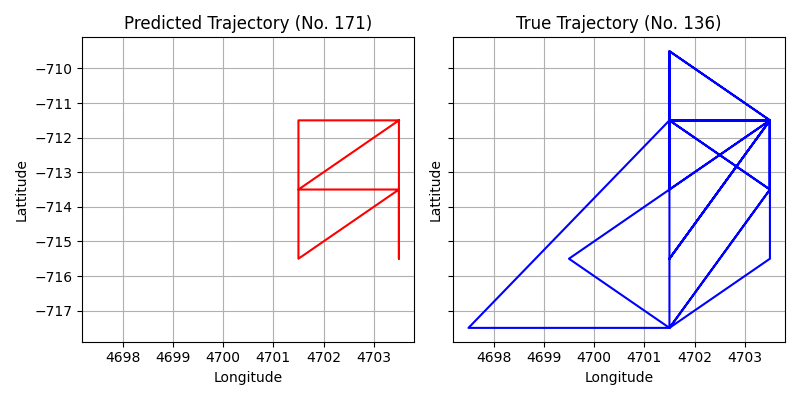 Predicted Trajectory (No. 171)
True Trajectory (No. 136)
−710
−711
−712
−713
−714
−715
−716
−717
Lattitude
Lattitude
4698 4699 4700 4701 4702 4703
4698 4699 4700 4701 4702 4703
Longitude
Longitude